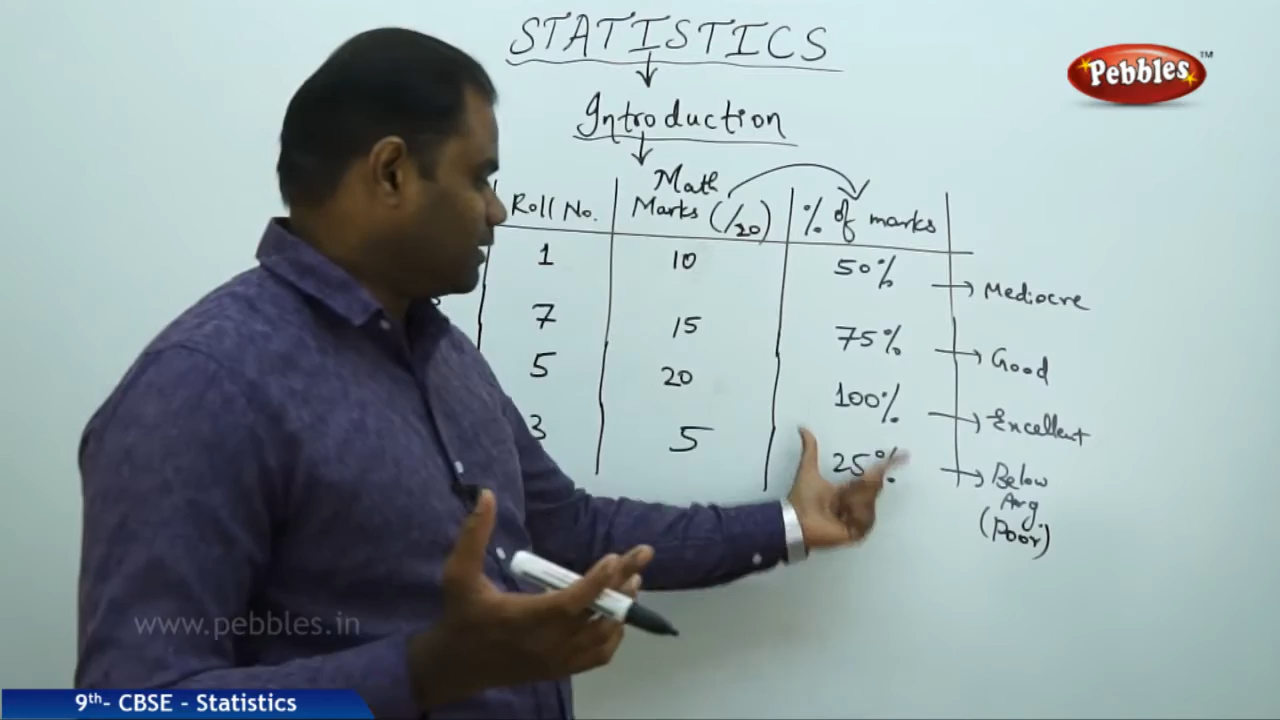 STATISTICS
Pebbles™
Introduction
Roll No. Math Marks (/20) % of marks
1 10 50% Mediocre
7 15 75% Good
5 20 100% Excellent
3 5 25% Below Avg (Poor)
www.pebbles.in
9th- CBSE - Statistics